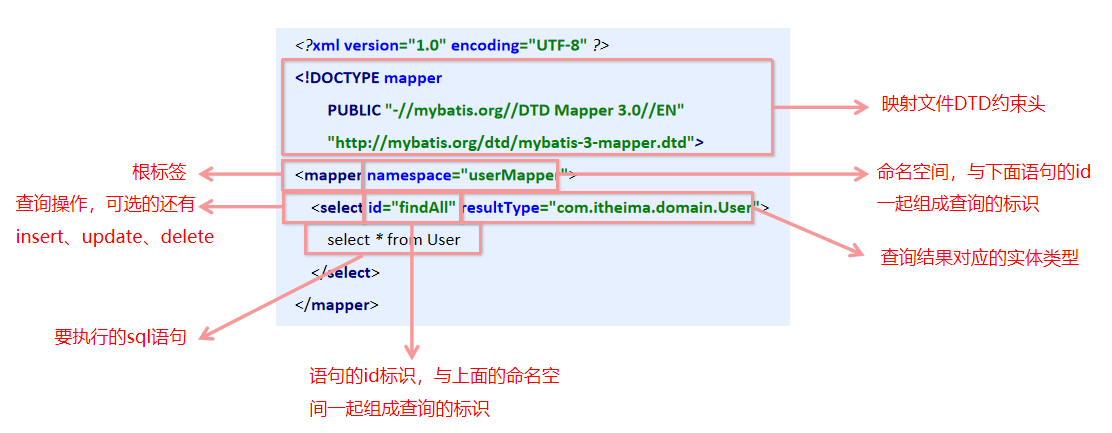 <?xml version="1.0" encoding="UTF-8" ?>
<!DOCTYPE mapper
PUBLIC "-//mybatis.org//DTD Mapper 3.0//EN"
"http://mybatis.org/dtd/mybatis-3-mapper.dtd">
<mapper namespace="userMapper">
<select id="findAll" resultType="com.itheima.domain.User">
select * from User
</select>
</mapper>
映射文件DTD约束头
根标签
命名空间，与下面语句的id
一起组成查询的标识
查询操作，可选的还有
insert、update、delete
查询结果对应的实体类型
要执行的sql语句
语句的id标识，与上面的命名空
间一起组成查询的标识